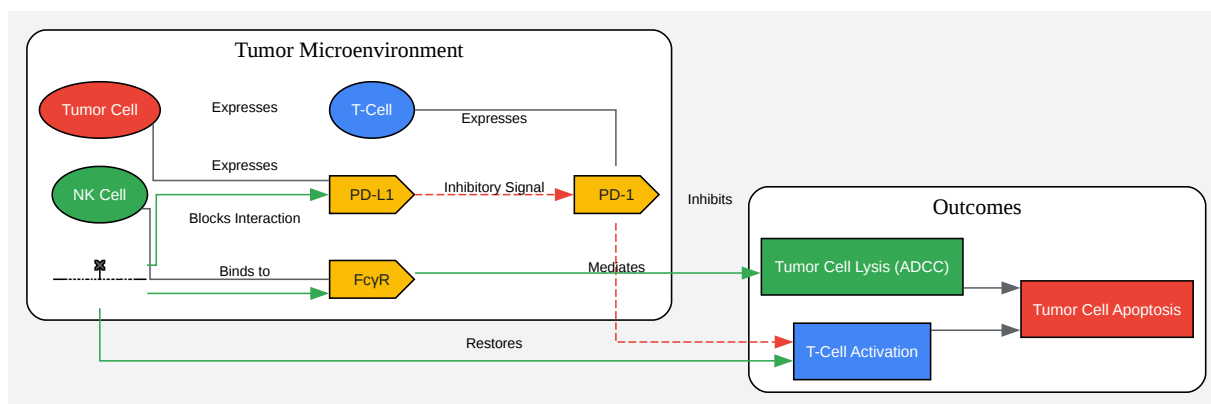 Tumor Microenvironment
Tumor Cell
Expresses
T-Cell
Expresses
Expresses
NK Cell
PD-L1
Inhibitory Signal
PD-1
Inhibits
Blocks Interaction
Outcomes
Binds to
FcγR
Mediates
Tumor Cell Lysis (ADCC)
Tumor Cell Apoptosis
Restores
T-Cell Activation